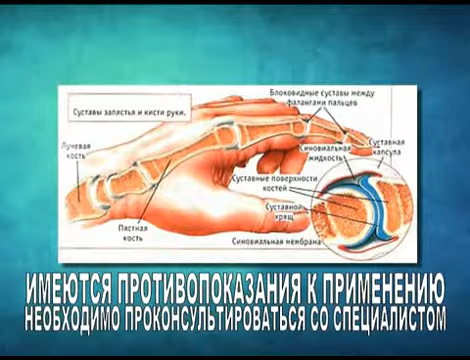 Блоковидные суставы между
фалангами пальцев
Суставы запястья и кисти руки.
Лучевая
кость
Синовиальная
жидкость
Суставная
капсула
Суставные поверхности
костей
Суставной
хрящ
Пястная
кость
Синовиальная мембрана
ИМЕЮТСЯ ПРОТИВОПОКАЗАНИЯ К ПРИМЕНЕНИЮ
НЕОБХОДИМО ПРОКОНСУЛЬТИРОВАТЬСЯ СО СПЕЦИАЛИСТОМ